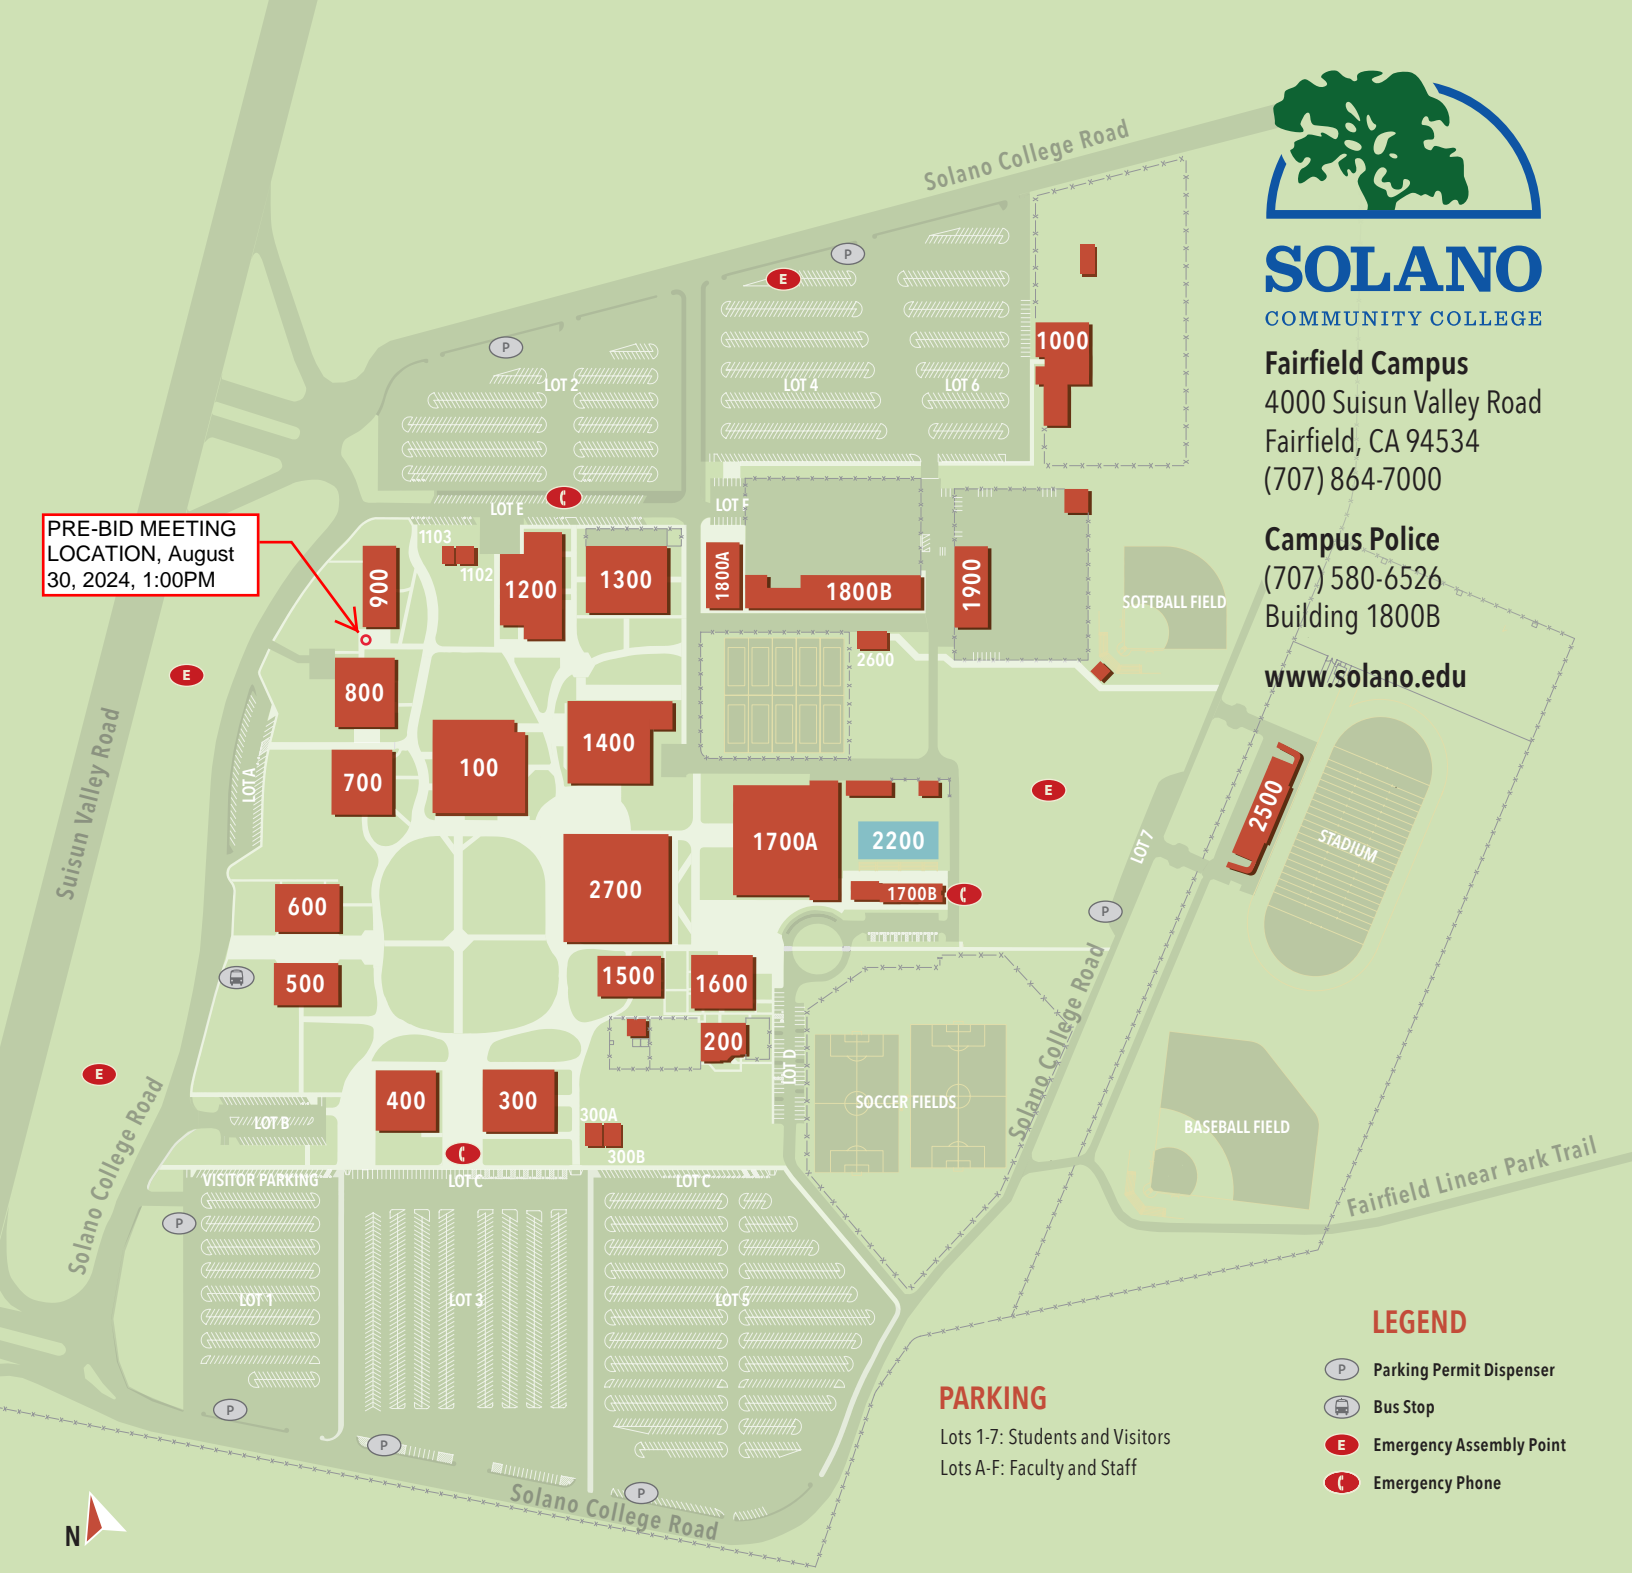 Solano College Road
SOLANO
COMMUNITY COLLEGE
Fairfield Campus
4000 Suisun Valley Road
Fairfield, CA 94534
(707) 864-7000
Campus Police
(707) 580-6526
Building 1800B
www.solano.edu
P
E
P
1000
LOT 2
LOT 4
LOT 6
LOT E
LOT F
PRE-BID MEETING
LOCATION, August
30, 2024, 1:00PM
1103
1102
900
1200
1300
1800A
1800B
1900
SOFTBALL FIELD
2600
E
800
1400
100
700
LOT A
Suisun Valley Road
E
2500
STADIUM
LOT 7
1700A
2200
1700B
2700
600
P
500
1500
1600
200
LOT D
Solano College Road
E
400
300
300A
300B
SOCCER FIELDS
BASEBALL FIELD
LOT B
Solano College Road
Fairfield Linear Park Trail
VISITOR PARKING
LOT C
LOT C
P
LOT 1
LOT 3
LOT 5
P
P
P
Solano College Road
N
PARKING
Lots 1-7: Students and Visitors
Lots A-F: Faculty and Staff
LEGEND
P Parking Permit Dispenser
Bus Stop
E Emergency Assembly Point
Emergency Phone